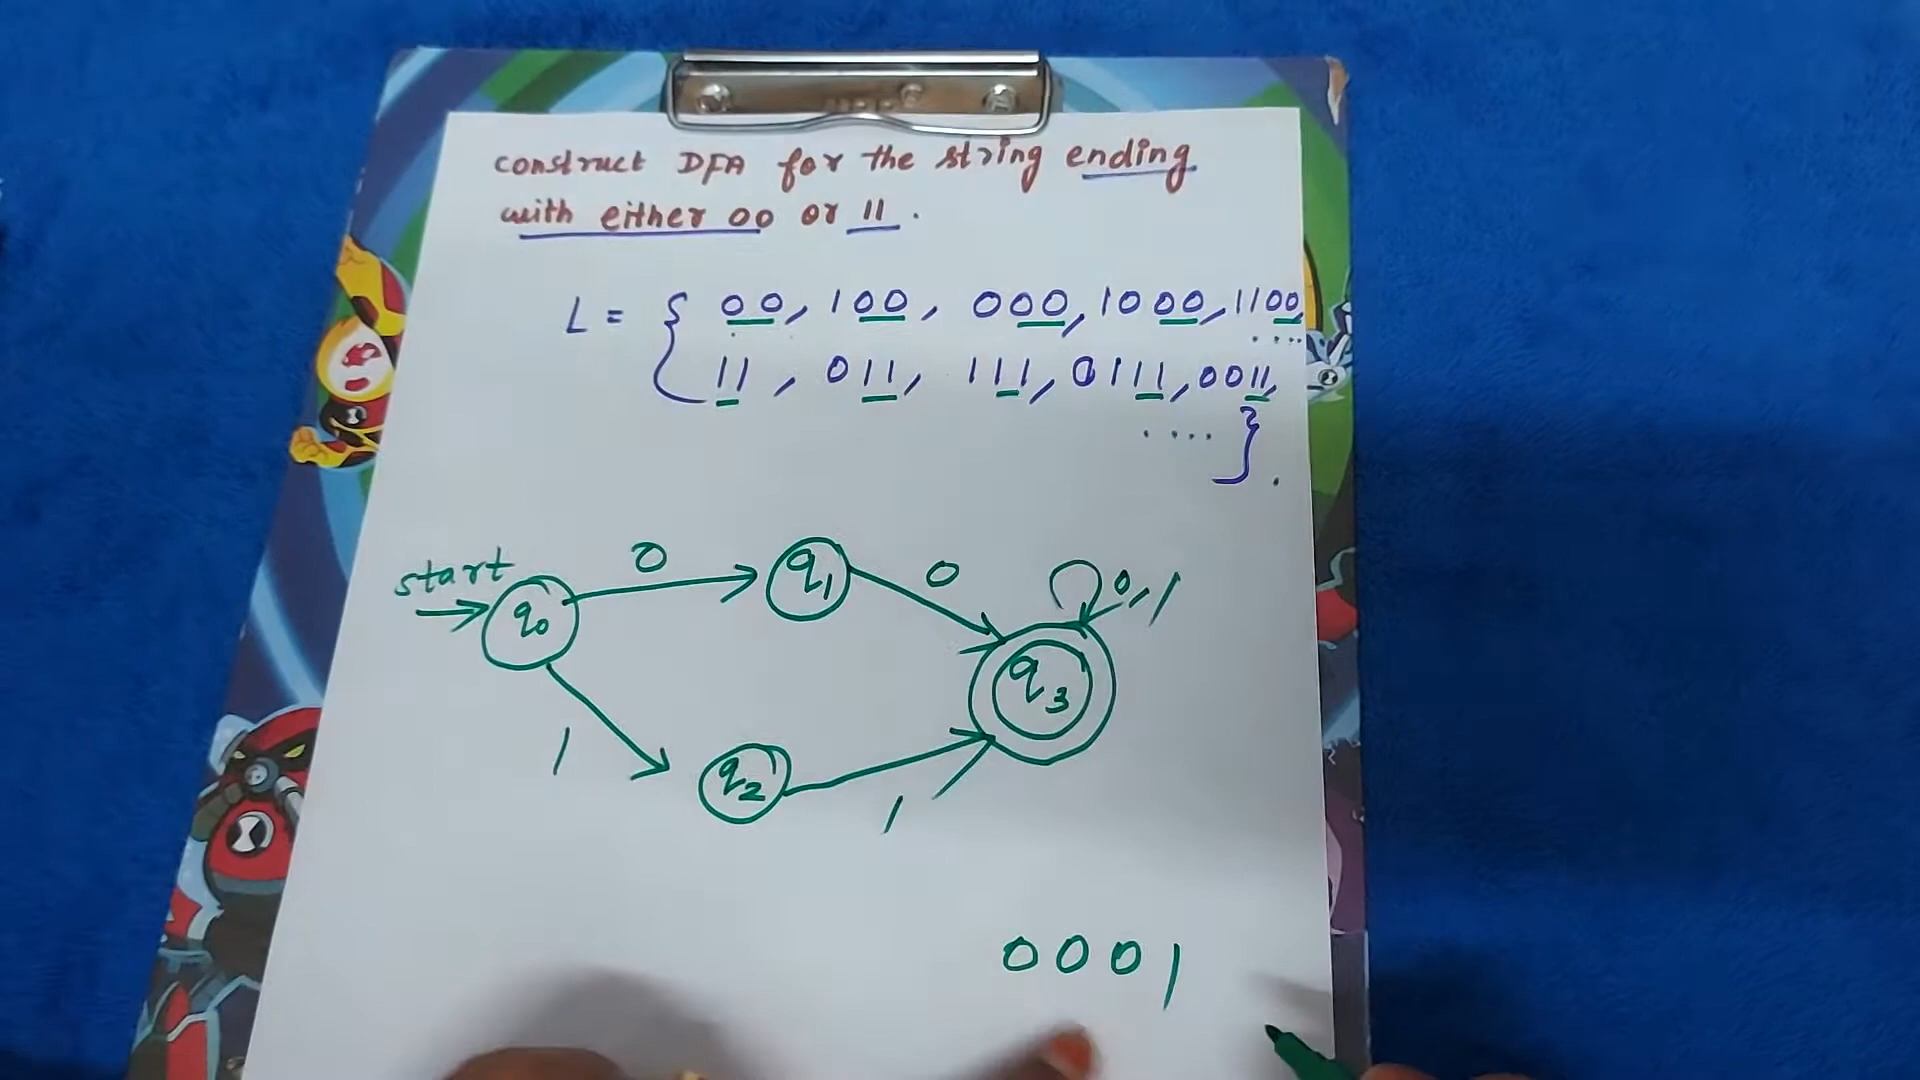 construct DFA for the string ending
with either 00 or 11 .
L = { 00, 100, 000, 1000, 1100,
....
11, 011, 111, 0111, 0011,
.... } .
start
0
q1
0
0,1
q0
q3
1
q2
1
0001